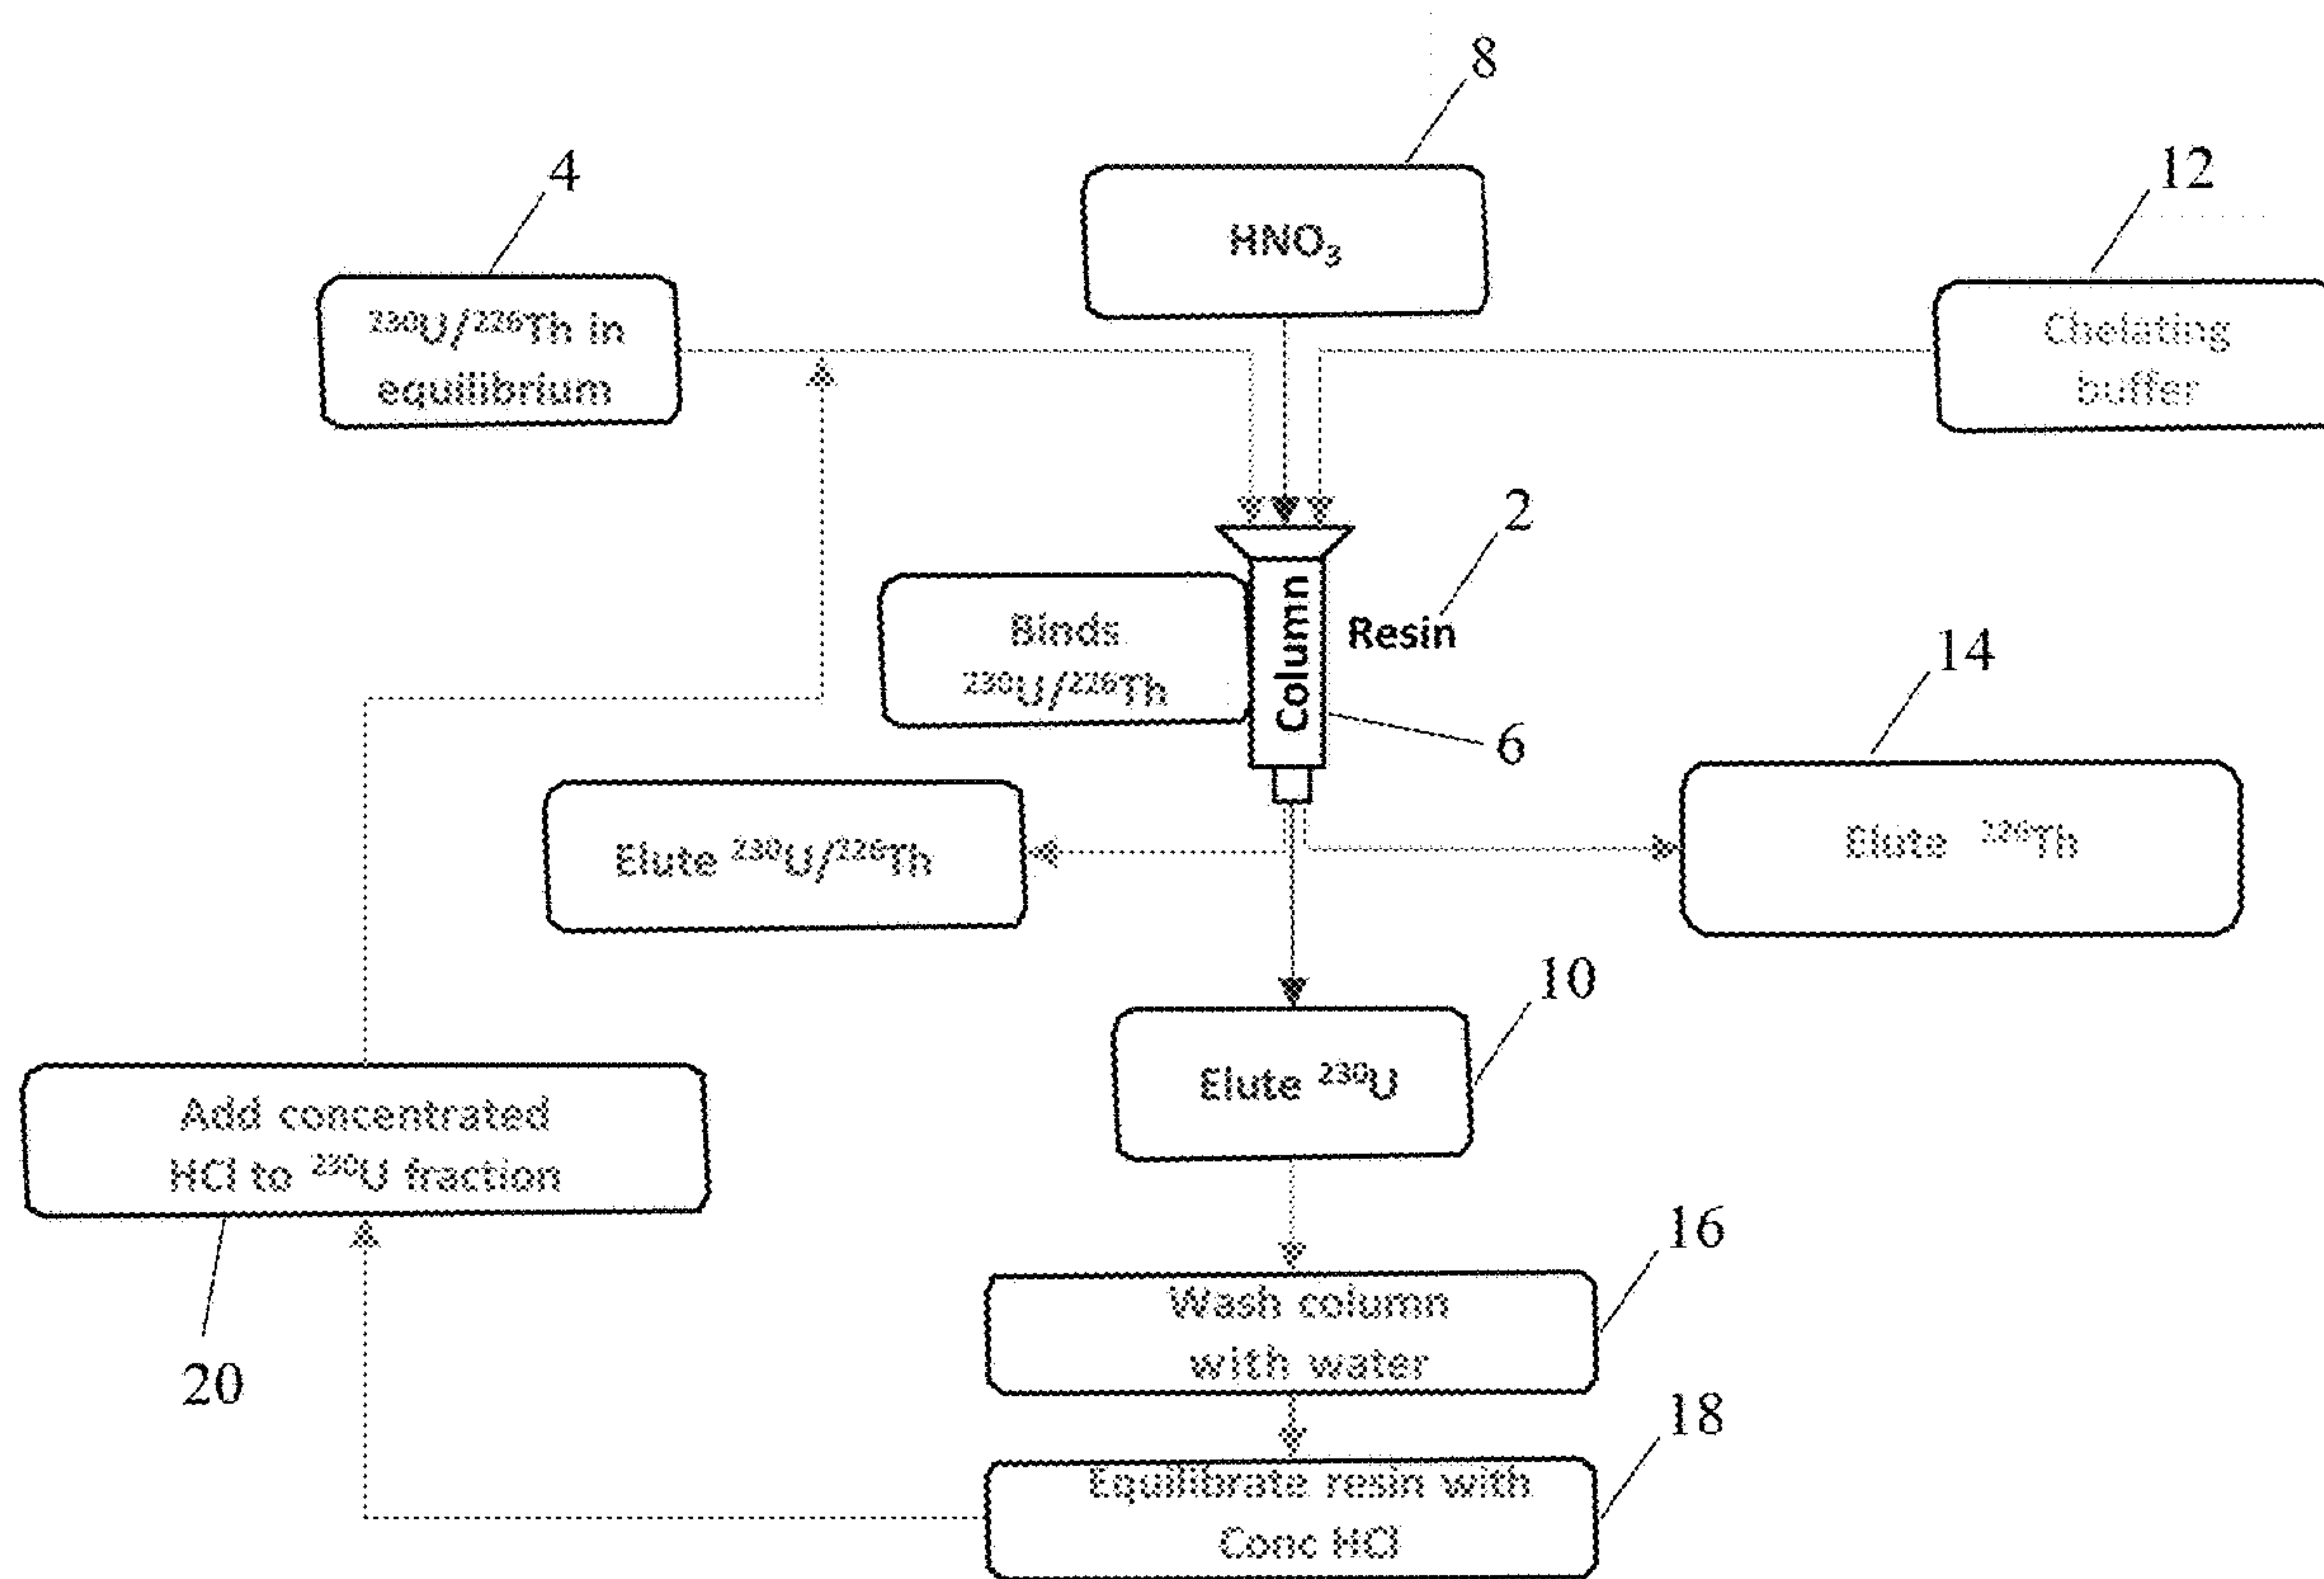 8
4
12
HNO₃
²³⁰U/²²⁶Th in
equilibrium
Chelating
buffer
2
Column
Resin
Binds
²³⁰U/²²⁶Th
14
6
Elute ²³⁰U/²²⁶Th
Elute ²²⁶Th
10
Elute ²³⁰U
Add concentrated
HCl to ²³⁰U fraction
16
Wash column
with water
20
18
Equilibrate resin with
Conc HCl